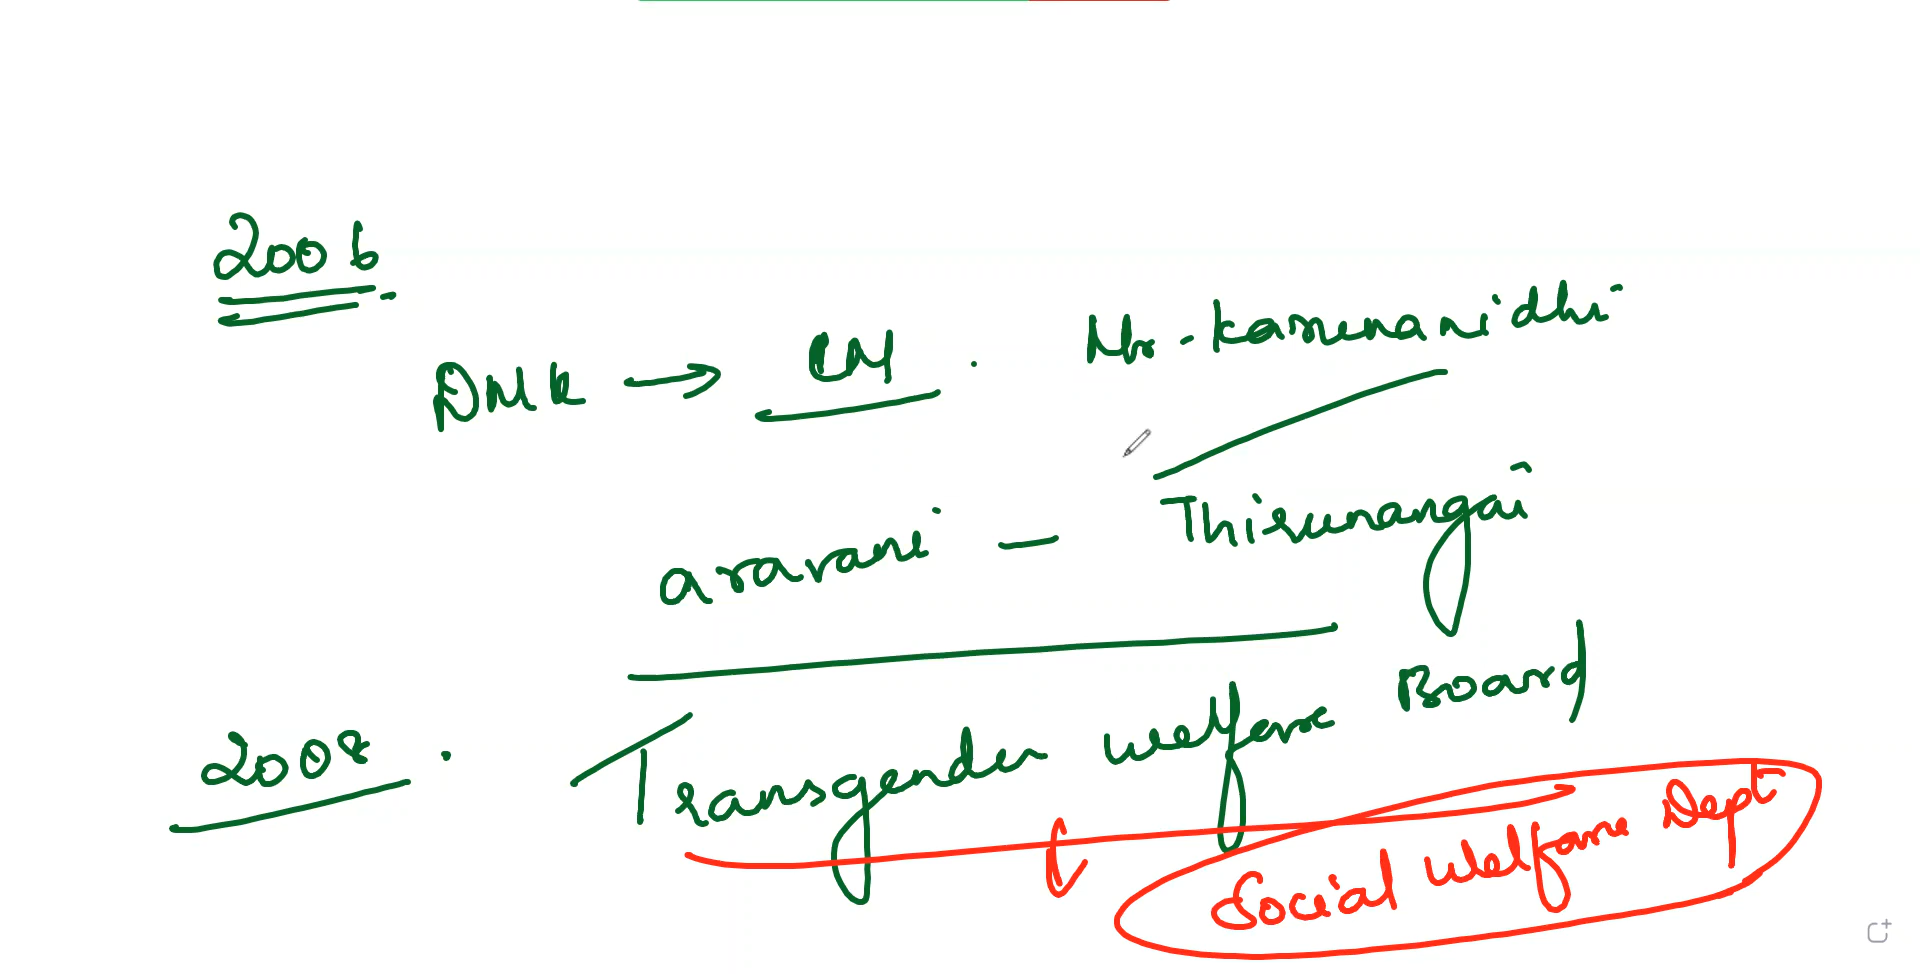 2006
DMK → CM. Mr. Karunanidhi
aravani - Thirunangai
2008. Transgender welfare Board
Social Welfare Dept